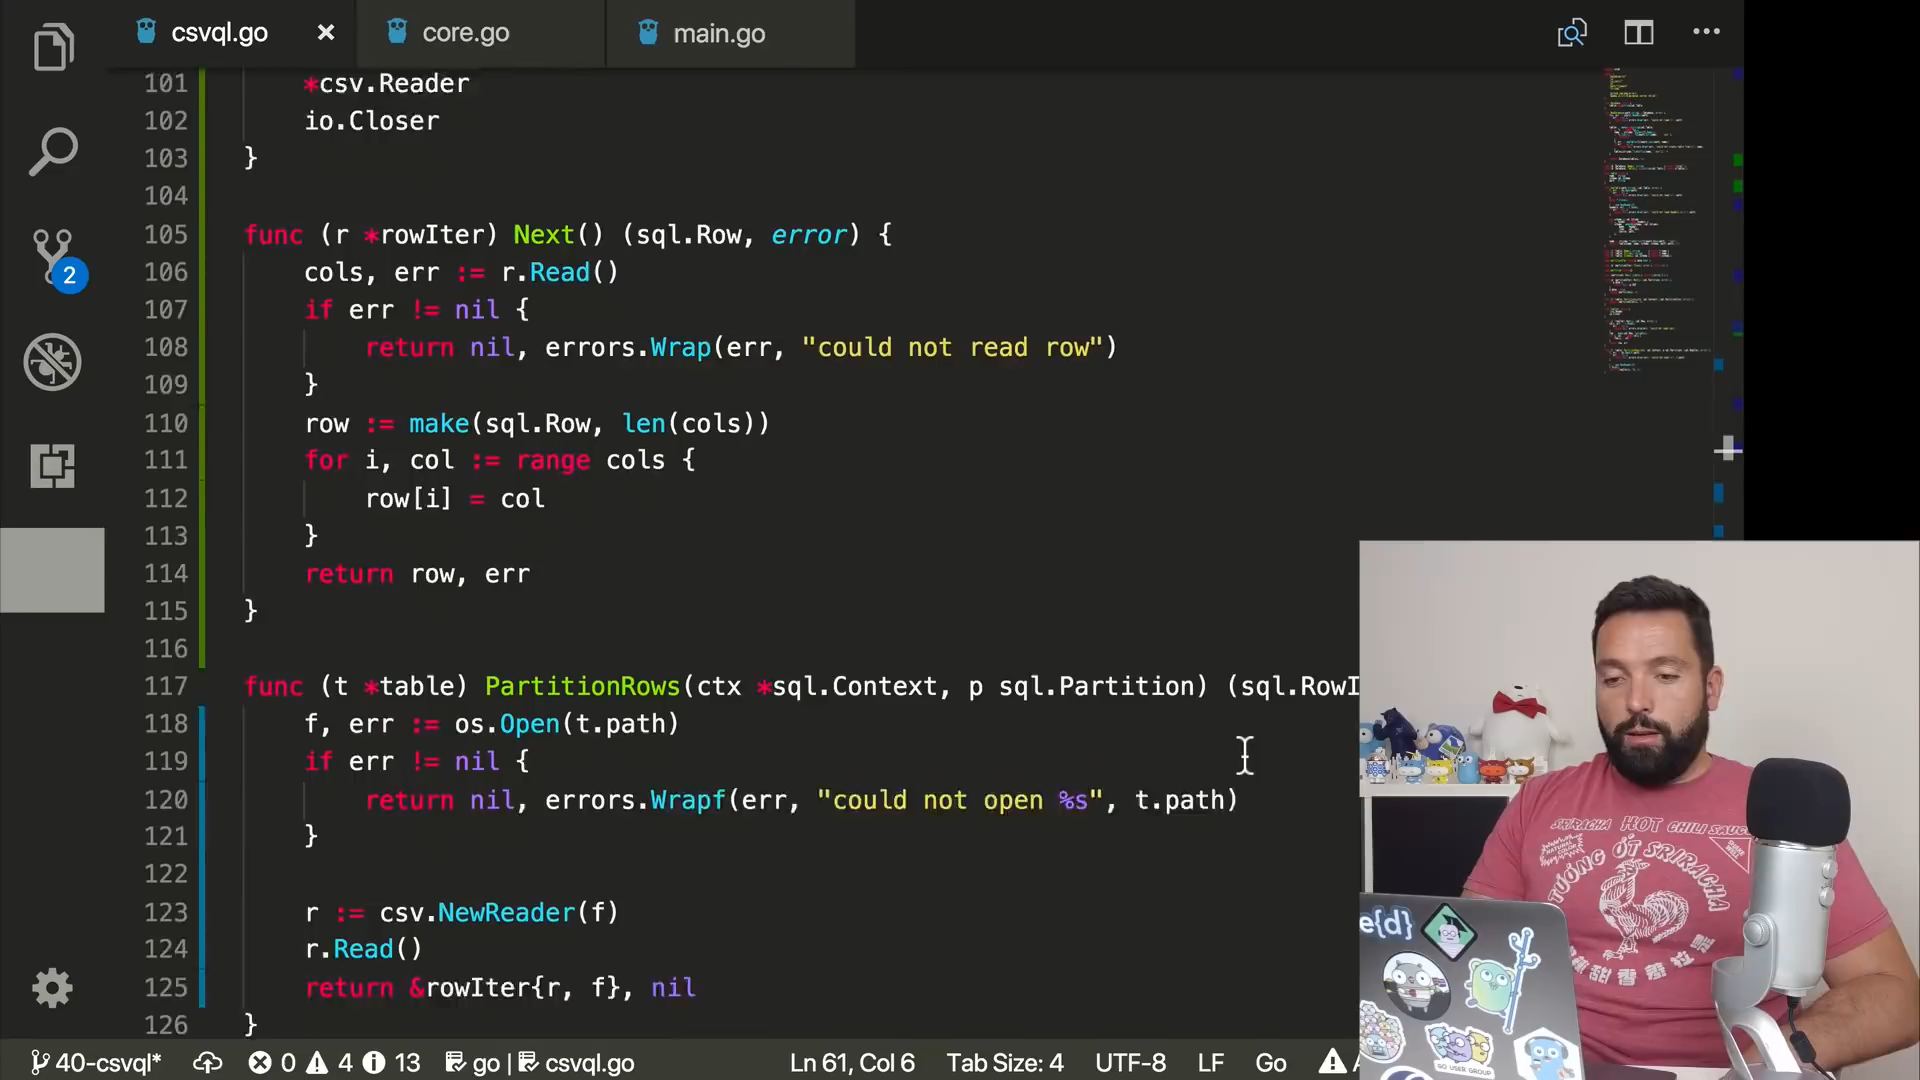 csvql.go
core.go
main.go
101 *csv.Reader
102 io.Closer
103 }
104
105 func (r *rowIter) Next() (sql.Row, error) {
106 cols, err := r.Read()
107 if err != nil {
108 return nil, errors.Wrap(err, "could not read row")
109 }
110 row := make(sql.Row, len(cols))
111 for i, col := range cols {
112 row[i] = col
113 }
114 return row, err
115 }
116
117 func (t *table) PartitionRows(ctx *sql.Context, p sql.Partition) (sql.RowI
118 f, err := os.Open(t.path)
119 if err != nil {
120 return nil, errors.Wrapf(err, "could not open %s", t.path)
121 }
122
123 r := csv.NewReader(f)
124 r.Read()
125 return &rowIter{r, f}, nil
126 }
2
40-csvql* 0 4 13 go | csvql.go Ln 61, Col 6 Tab Size: 4 UTF-8 LF Go
SRIRACHA HOT CHILI SAUCE
TƯƠNG ỚT SRIRACHA
e{d}
GO USER GROUP